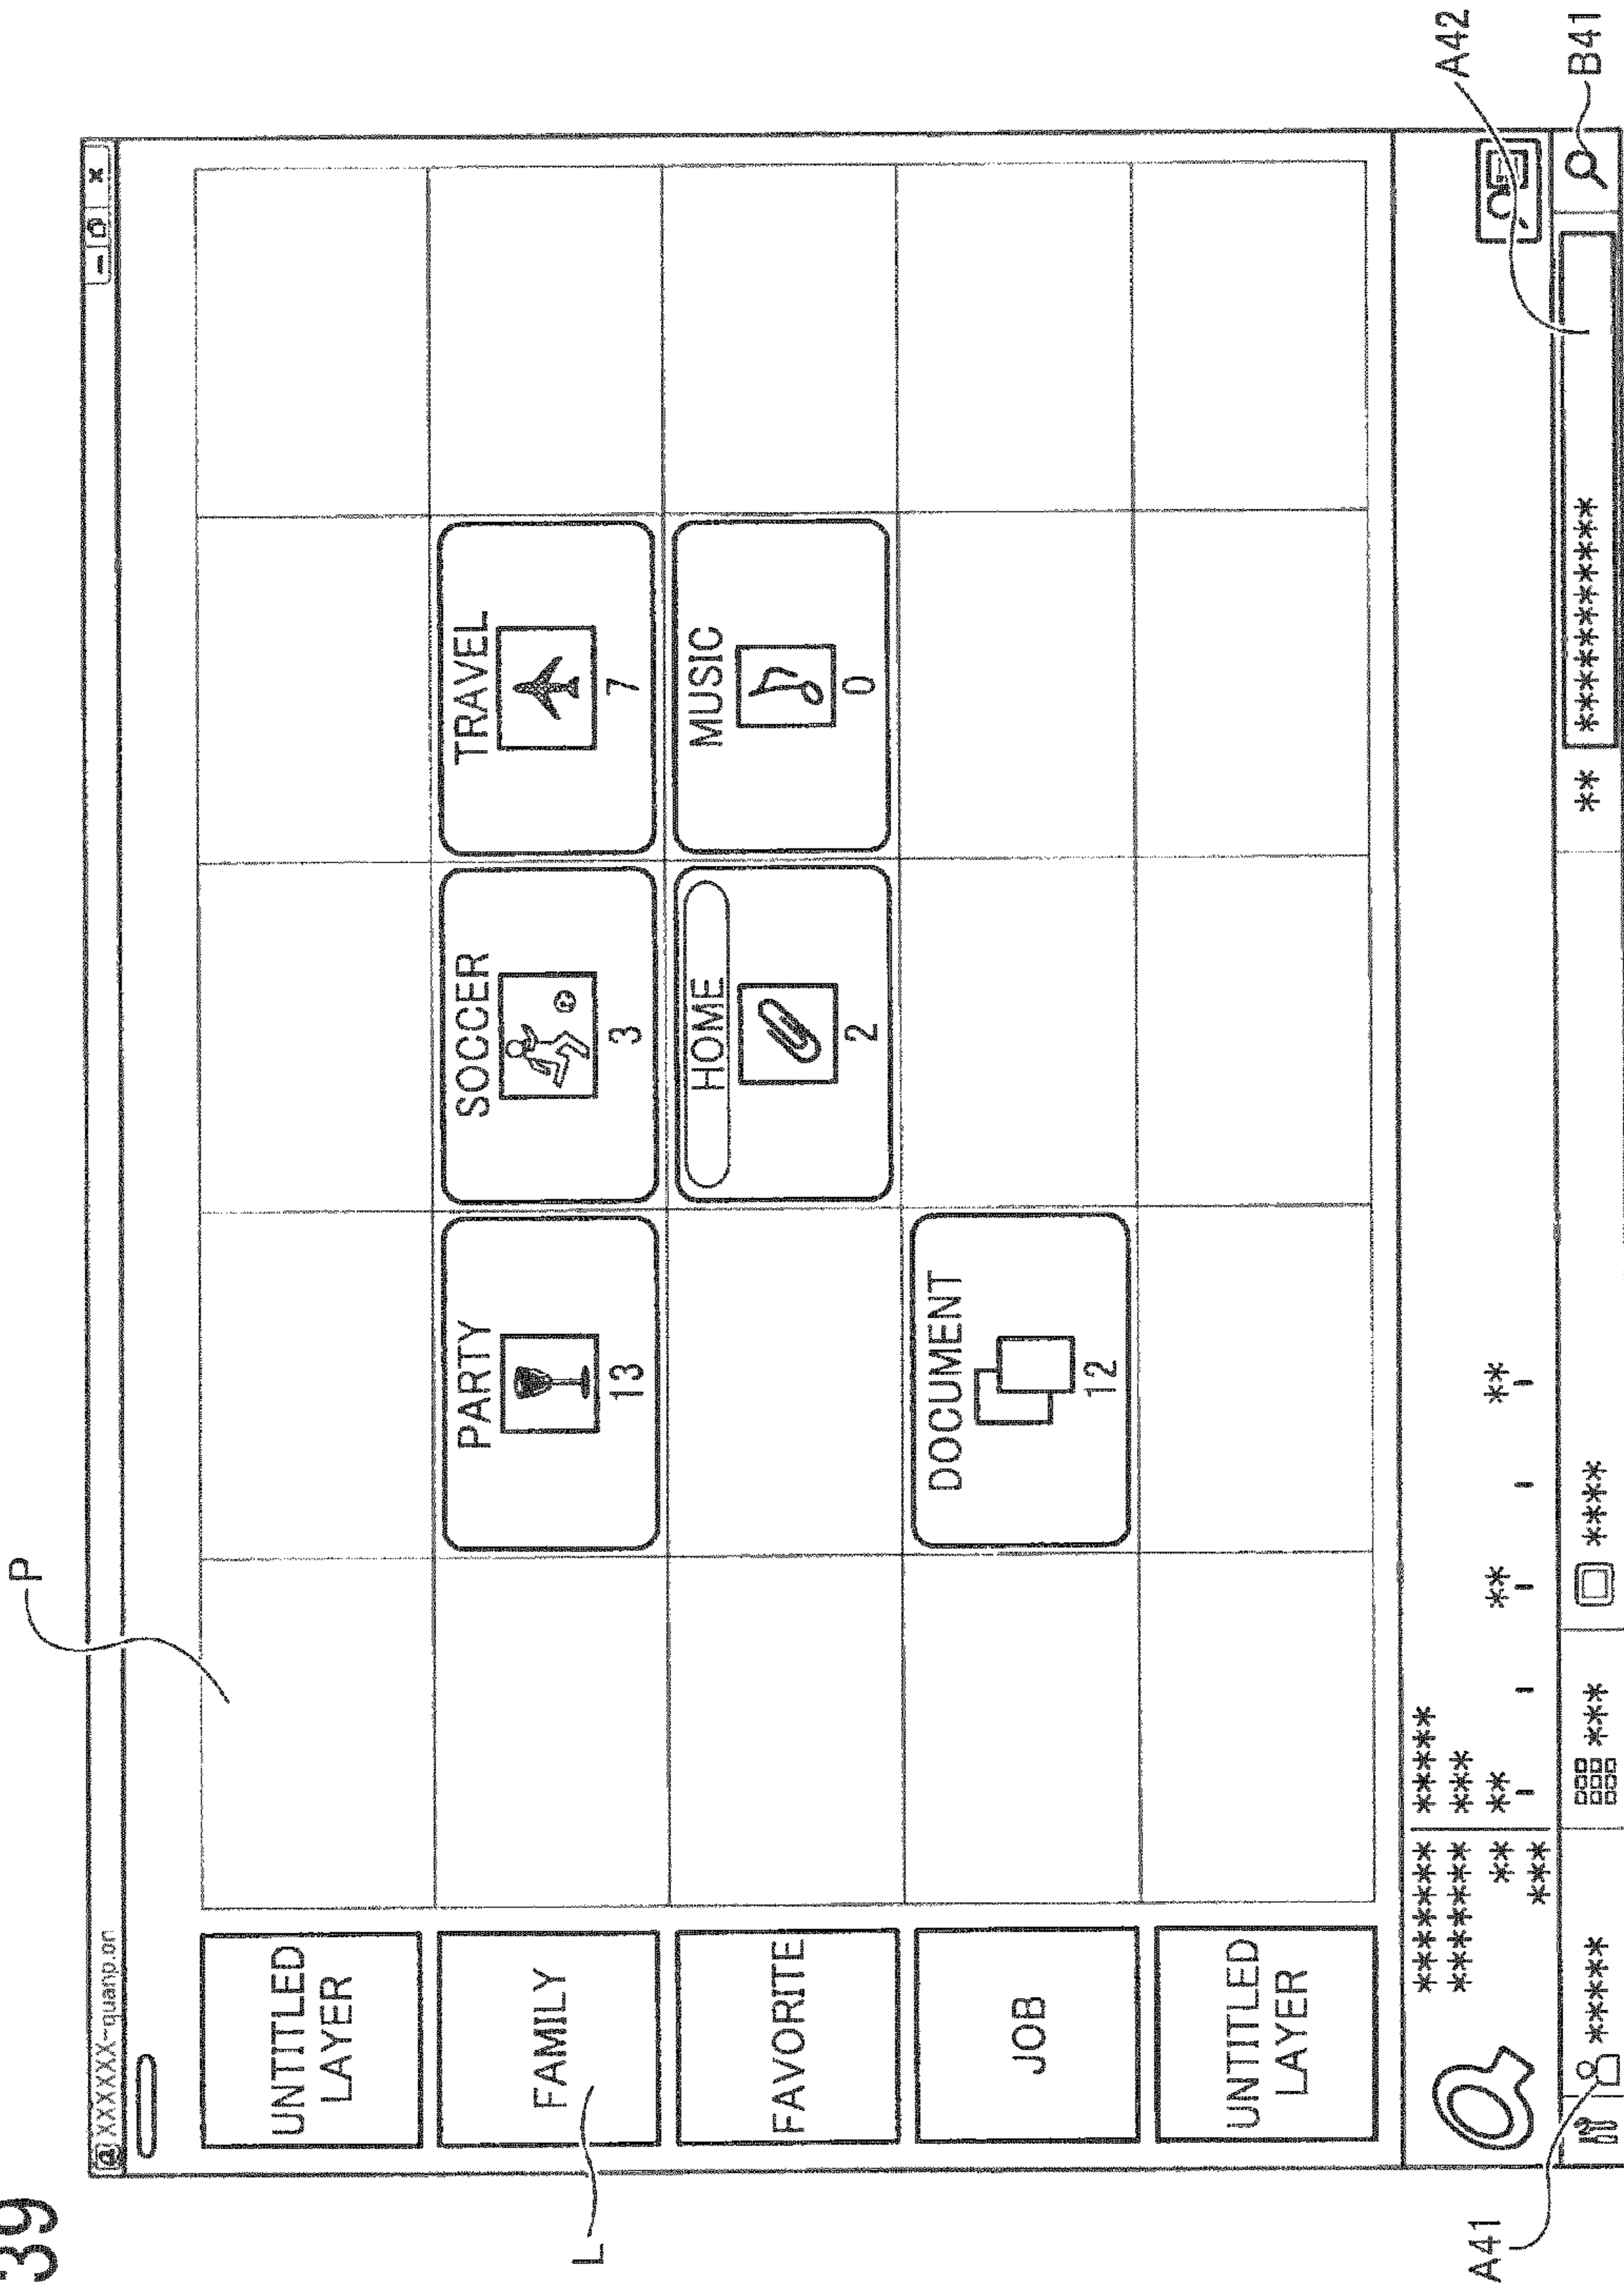 39
P
@ XXXXXX-quanp.on
UNTITLED
LAYER
L
FAMILY
PARTY
13
SOCCER
3
TRAVEL
7
FAVORITE
HOME
2
MUSIC
0
JOB
DOCUMENT
12
UNTITLED
LAYER
******* *****
******* ***
** ** ** **
***
A42
A41
***** *** **** ** ***********
B41